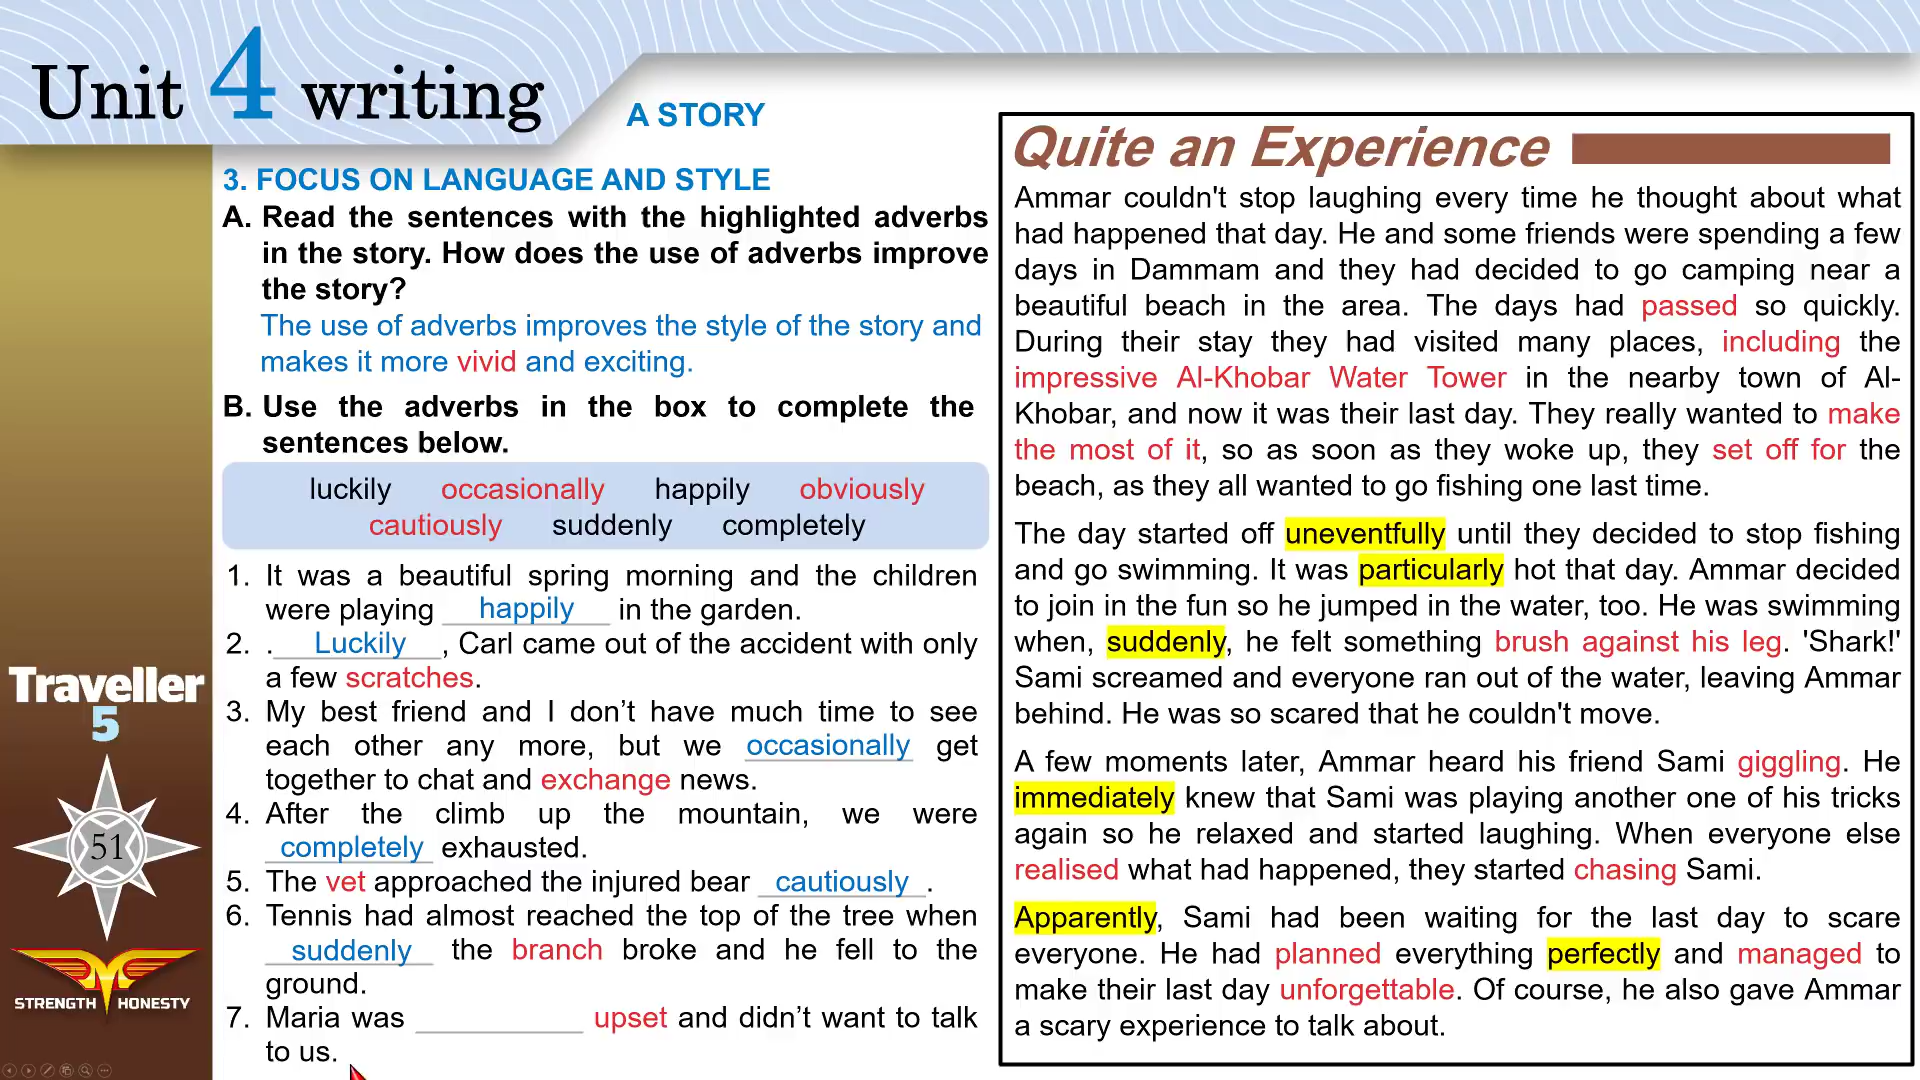 Unit 4 writing
A STORY
3. FOCUS ON LANGUAGE AND STYLE
A. Read the sentences with the highlighted adverbs
in the story. How does the use of adverbs improve
the story?
The use of adverbs improves the style of the story and
makes it more vivid and exciting.
B. Use the adverbs in the box to complete the
sentences below.
luckily occasionally happily obviously
cautiously suddenly completely
1. It was a beautiful spring morning and the children
were playing happily in the garden.
2. . Luckily , Carl came out of the accident with only
a few scratches.
3. My best friend and I don’t have much time to see
each other any more, but we occasionally get
together to chat and exchange news.
4. After the climb up the mountain, we were
completely exhausted.
5. The vet approached the injured bear cautiously .
6. Tennis had almost reached the top of the tree when
suddenly the branch broke and he fell to the
ground.
7. Maria was __________ upset and didn’t want to talk
to us.
Quite an Experience
Ammar couldn't stop laughing every time he thought about what
had happened that day. He and some friends were spending a few
days in Dammam and they had decided to go camping near a
beautiful beach in the area. The days had passed so quickly.
During their stay they had visited many places, including the
impressive Al-Khobar Water Tower in the nearby town of Al-
Khobar, and now it was their last day. They really wanted to make
the most of it, so as soon as they woke up, they set off for the
beach, as they all wanted to go fishing one last time.
The day started off uneventfully until they decided to stop fishing
and go swimming. It was particularly hot that day. Ammar decided
to join in the fun so he jumped in the water, too. He was swimming
when, suddenly, he felt something brush against his leg. 'Shark!'
Sami screamed and everyone ran out of the water, leaving Ammar
behind. He was so scared that he couldn't move.
A few moments later, Ammar heard his friend Sami giggling. He
immediately knew that Sami was playing another one of his tricks
again so he relaxed and started laughing. When everyone else
realised what had happened, they started chasing Sami.
Apparently, Sami had been waiting for the last day to scare
everyone. He had planned everything perfectly and managed to
make their last day unforgettable. Of course, he also gave Ammar
a scary experience to talk about.
Traveller
5
51
STRENGTH HONESTY